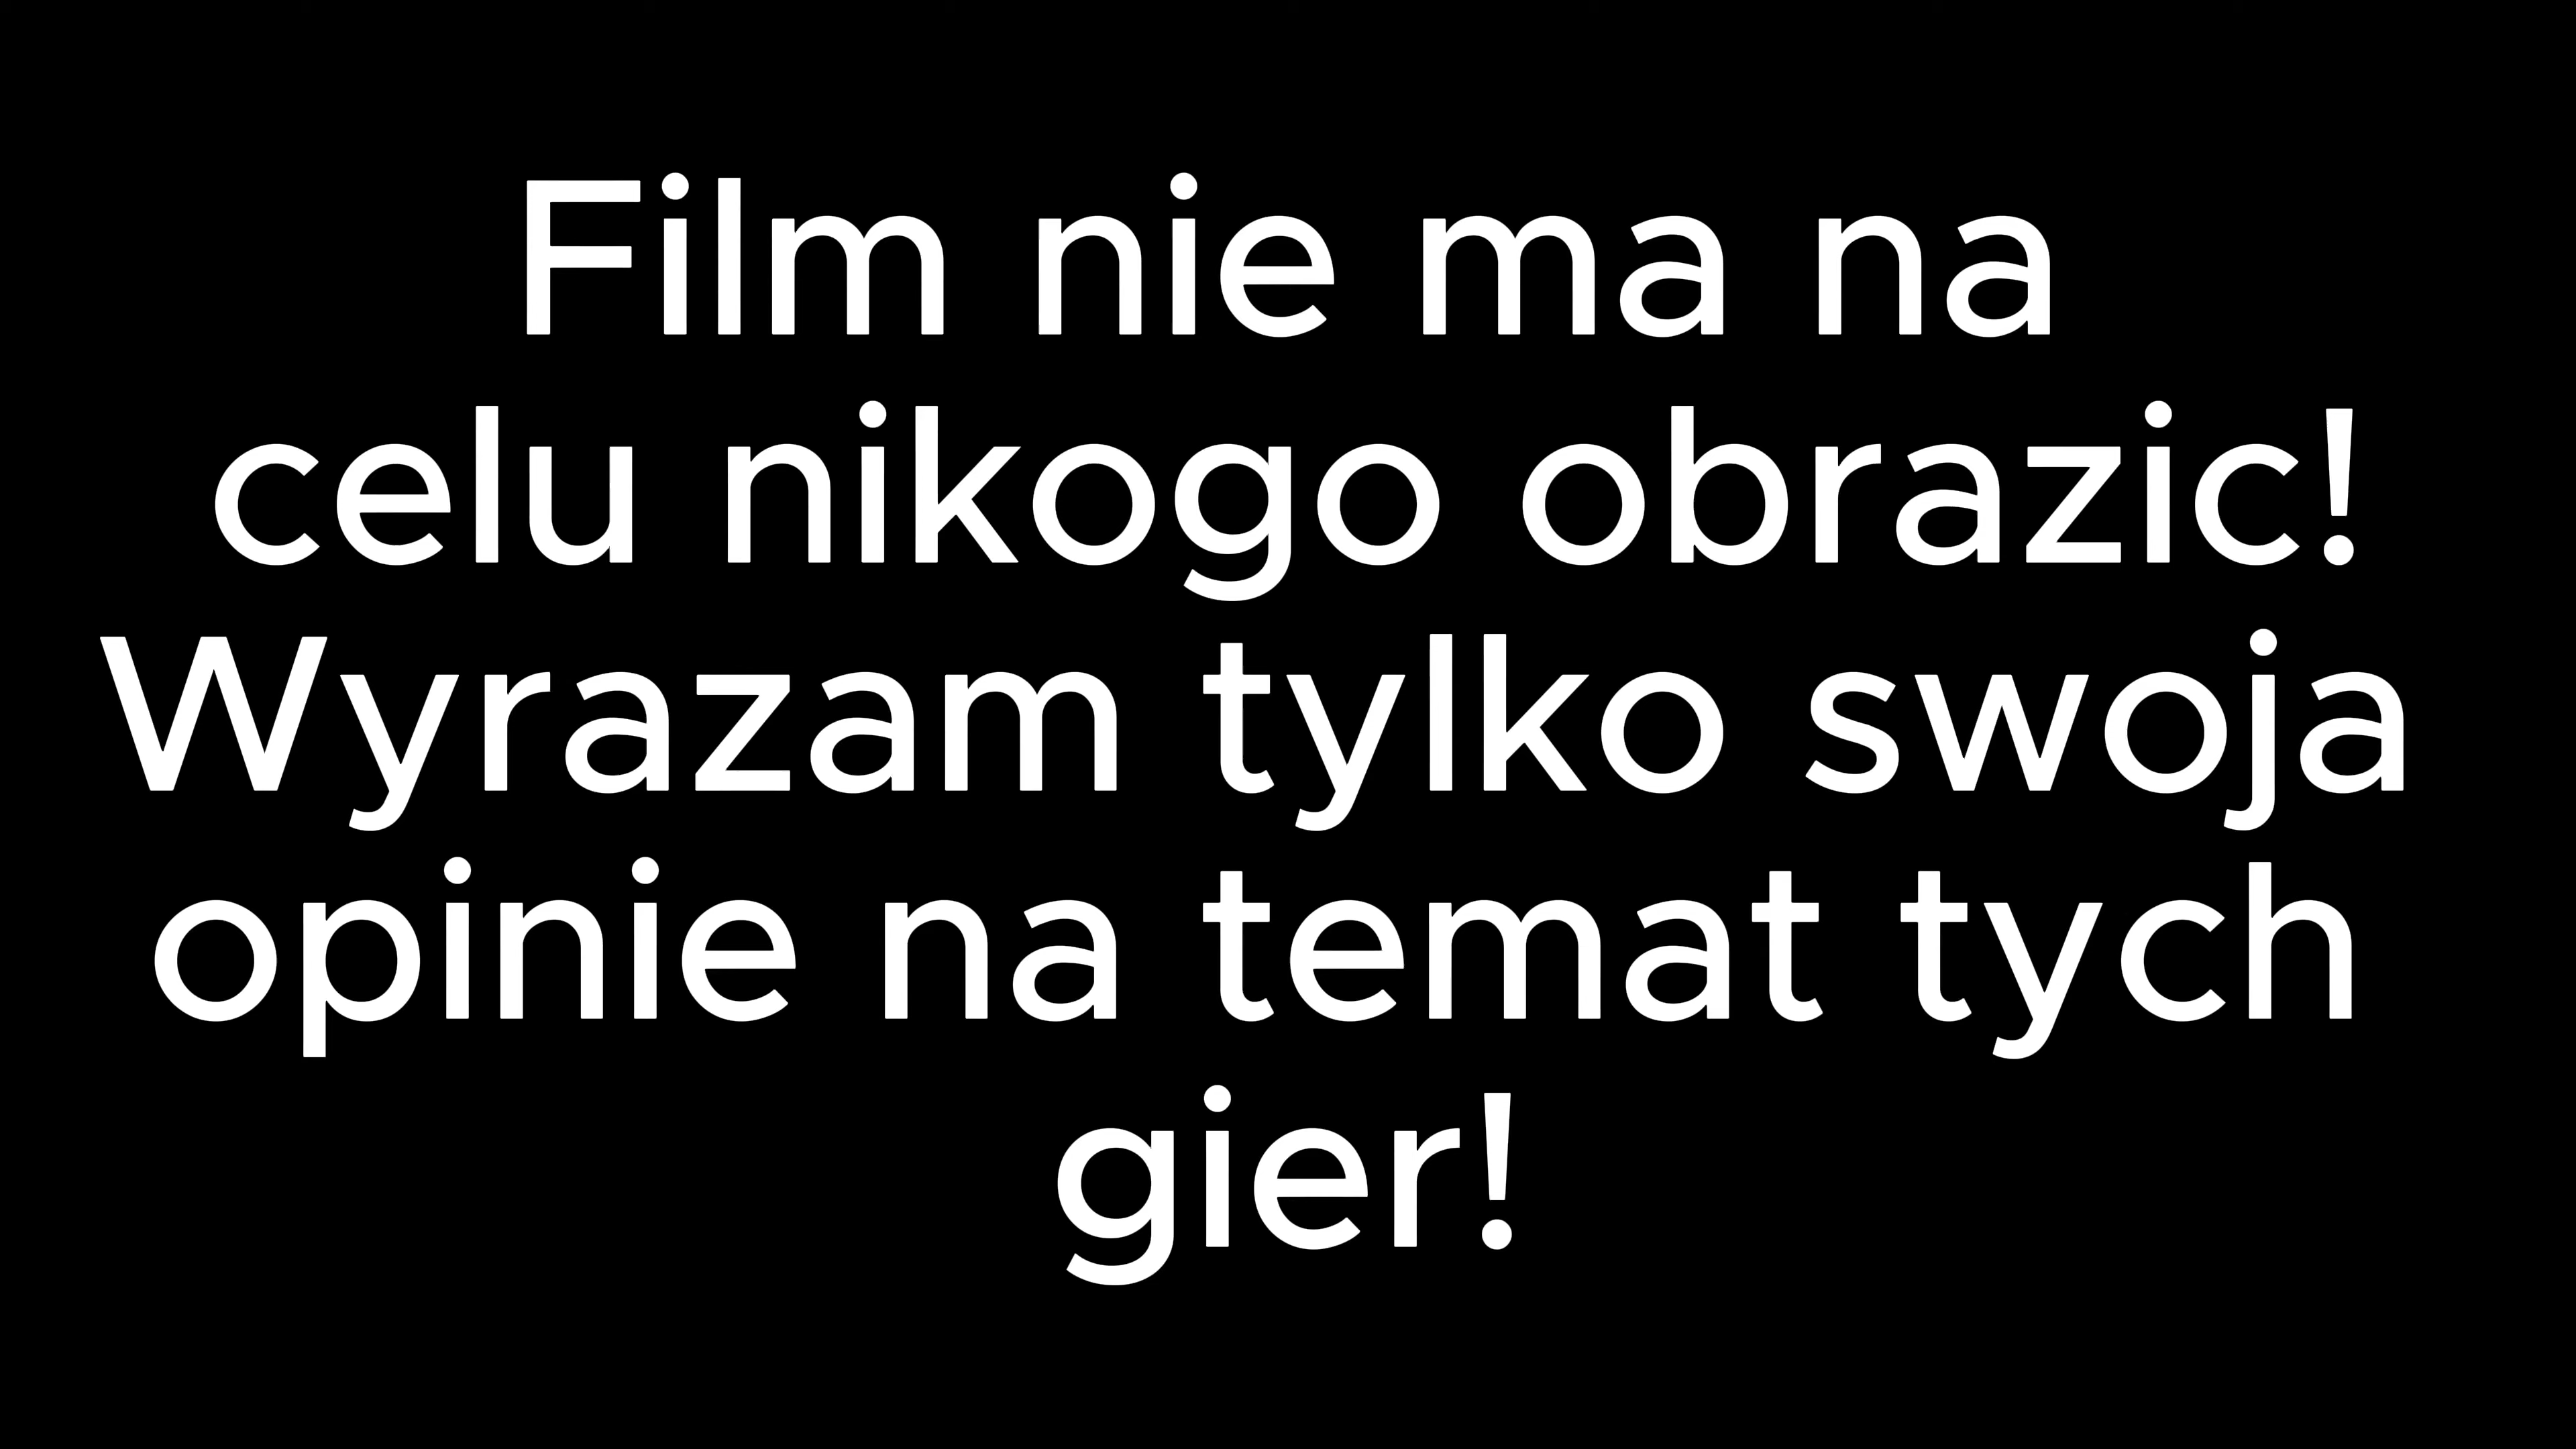 Film nie ma na
celu nikogo obrazic!
Wyrazam tylko swoja
opinie na temat tych
gier!